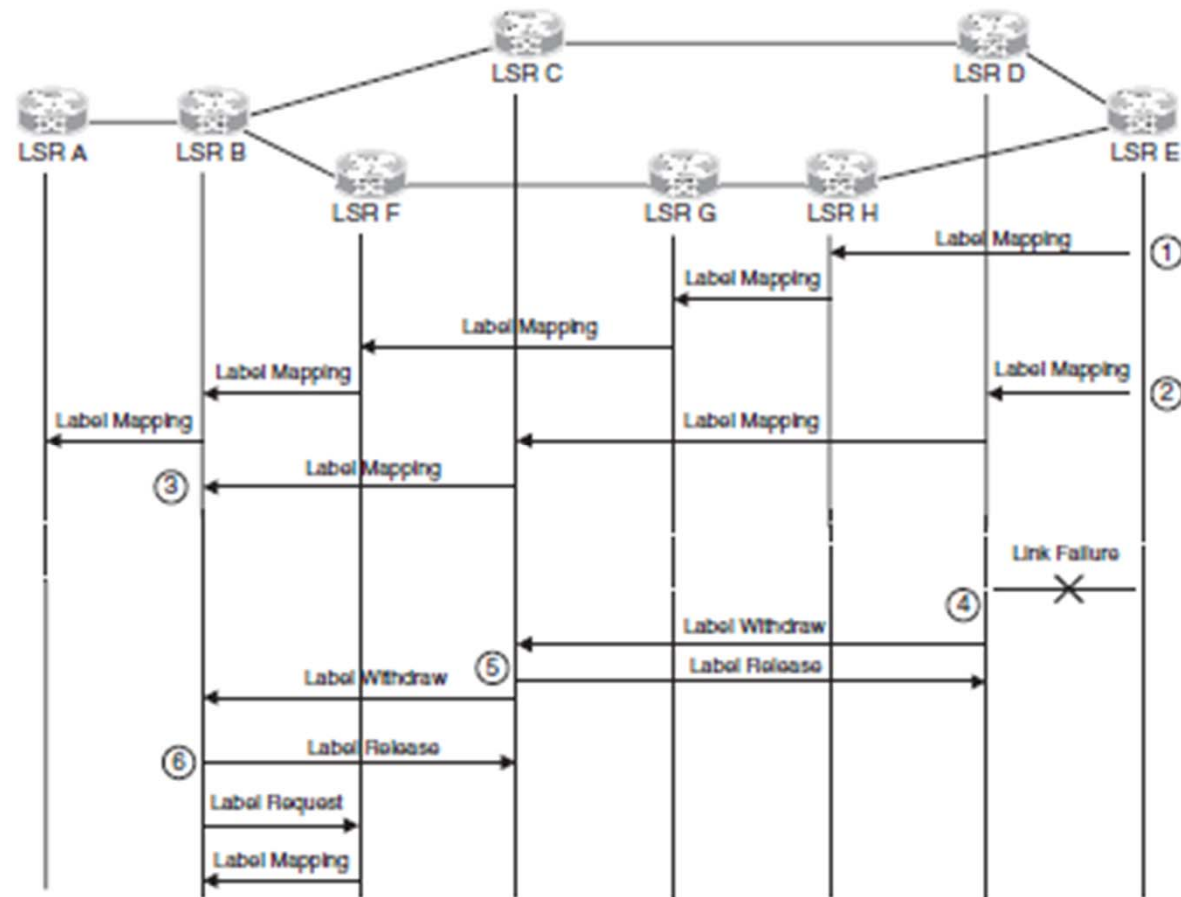 LSR C
LSR D
LSR A
LSR B
LSR E
LSR F
LSR G
LSR H
Label Mapping
1
Label Mapping
Label Mapping
Label Mapping
Label Mapping
2
Label Mapping
Label Mapping
Label Mapping
3
Link Failure
4
Label Withdraw
5
Label Release
Label Withdraw
6
Label Release
Label Request
Label Mapping